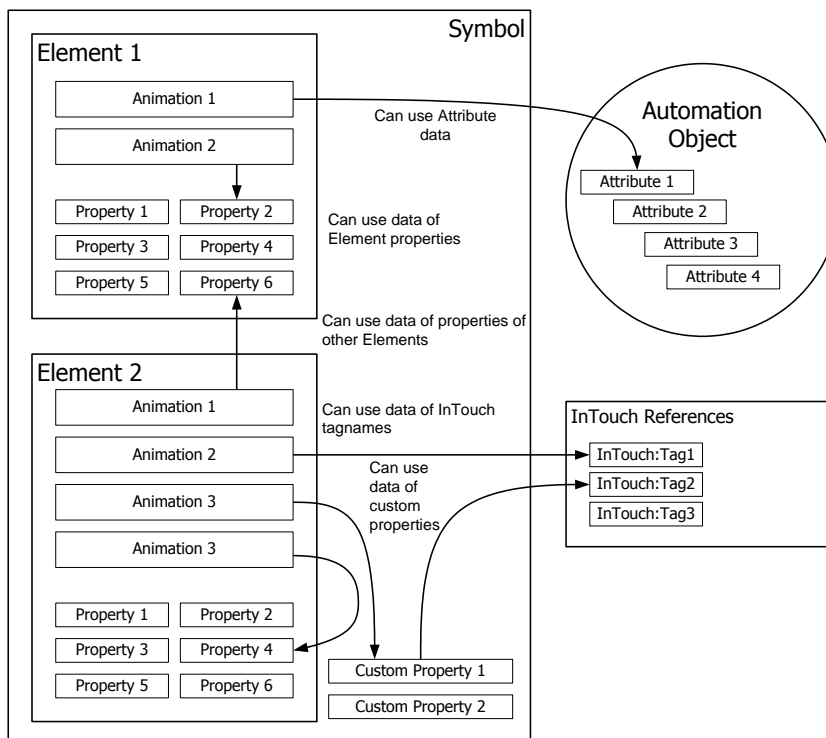 Symbol
Element 1
Animation 1
Animation 2
Property 1
Property 2
Property 3
Property 4
Property 5
Property 6
Can use Attribute
data
Can use data of
Element properties
Can use data of properties of
other Elements
Automation
Object
Attribute 1
Attribute 2
Attribute 3
Attribute 4
Element 2
Animation 1
Animation 2
Animation 3
Animation 3
Property 1
Property 2
Property 3
Property 4
Property 5
Property 6
Can use data of InTouch
tagnames
Can use
data of
custom
properties
Custom Property 1
Custom Property 2
InTouch References
InTouch:Tag1
InTouch:Tag2
InTouch:Tag3